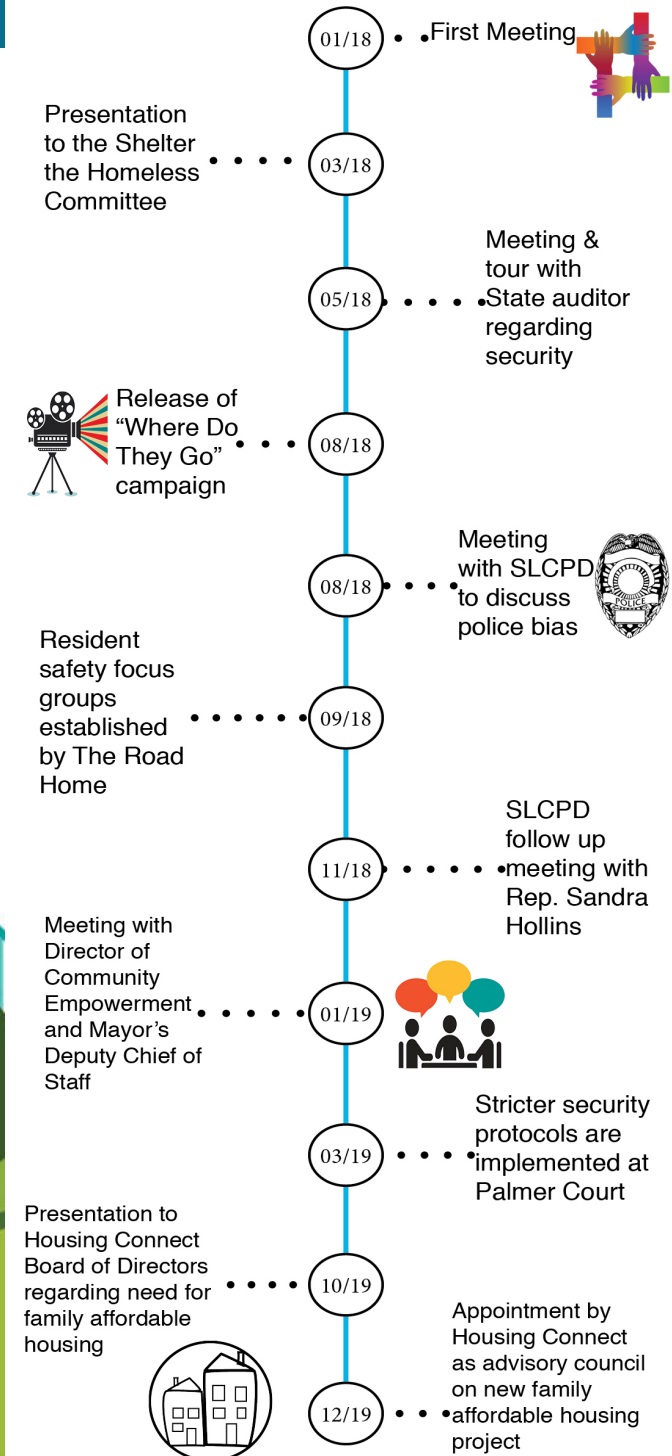 01/18
First Meeting
Presentation
to the Shelter
the Homeless
Committee
03/18
Meeting &
tour with
State auditor
regarding
security
05/18
Release of
“Where Do
They Go”
campaign
08/18
Meeting
with SLCPD
to discuss
police bias
POLICE
08/18
Resident
safety focus
groups
established
by The Road
Home
09/18
SLCPD
follow up
meeting with
Rep. Sandra
Hollins
11/18
Meeting with
Director of
Community
Empowerment
and Mayor’s
Deputy Chief of
Staff
01/19
Stricter security
protocols are
implemented at
Palmer Court
03/19
Presentation to
Housing Connect
Board of Directors
regarding need for
family affordable
housing
10/19
Appointment by
Housing Connect
as advisory council
on new family
affordable housing
project
12/19